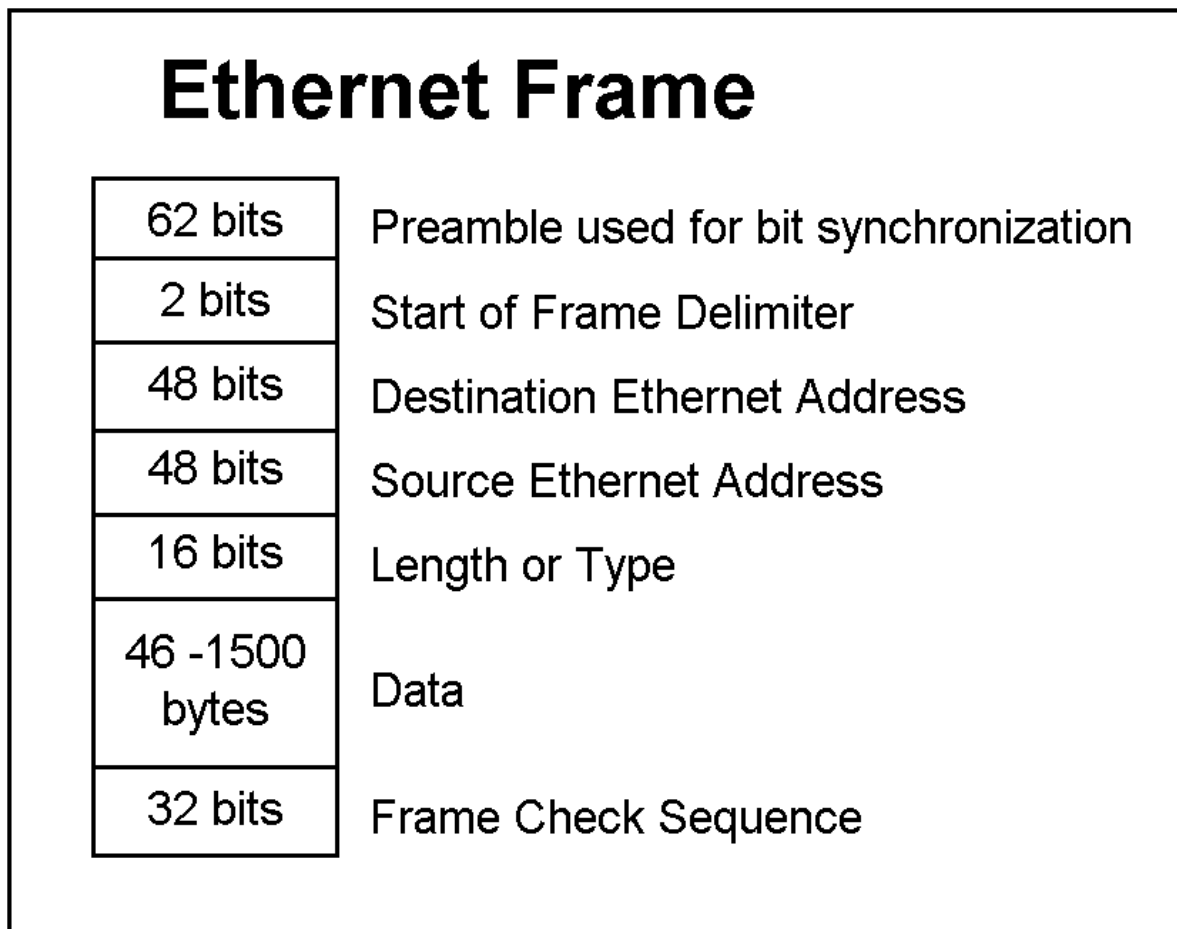 Ethernet Frame
62 bits Preamble used for bit synchronization
2 bits Start of Frame Delimiter
48 bits Destination Ethernet Address
48 bits Source Ethernet Address
16 bits Length or Type
46 -1500
bytes Data
32 bits Frame Check Sequence